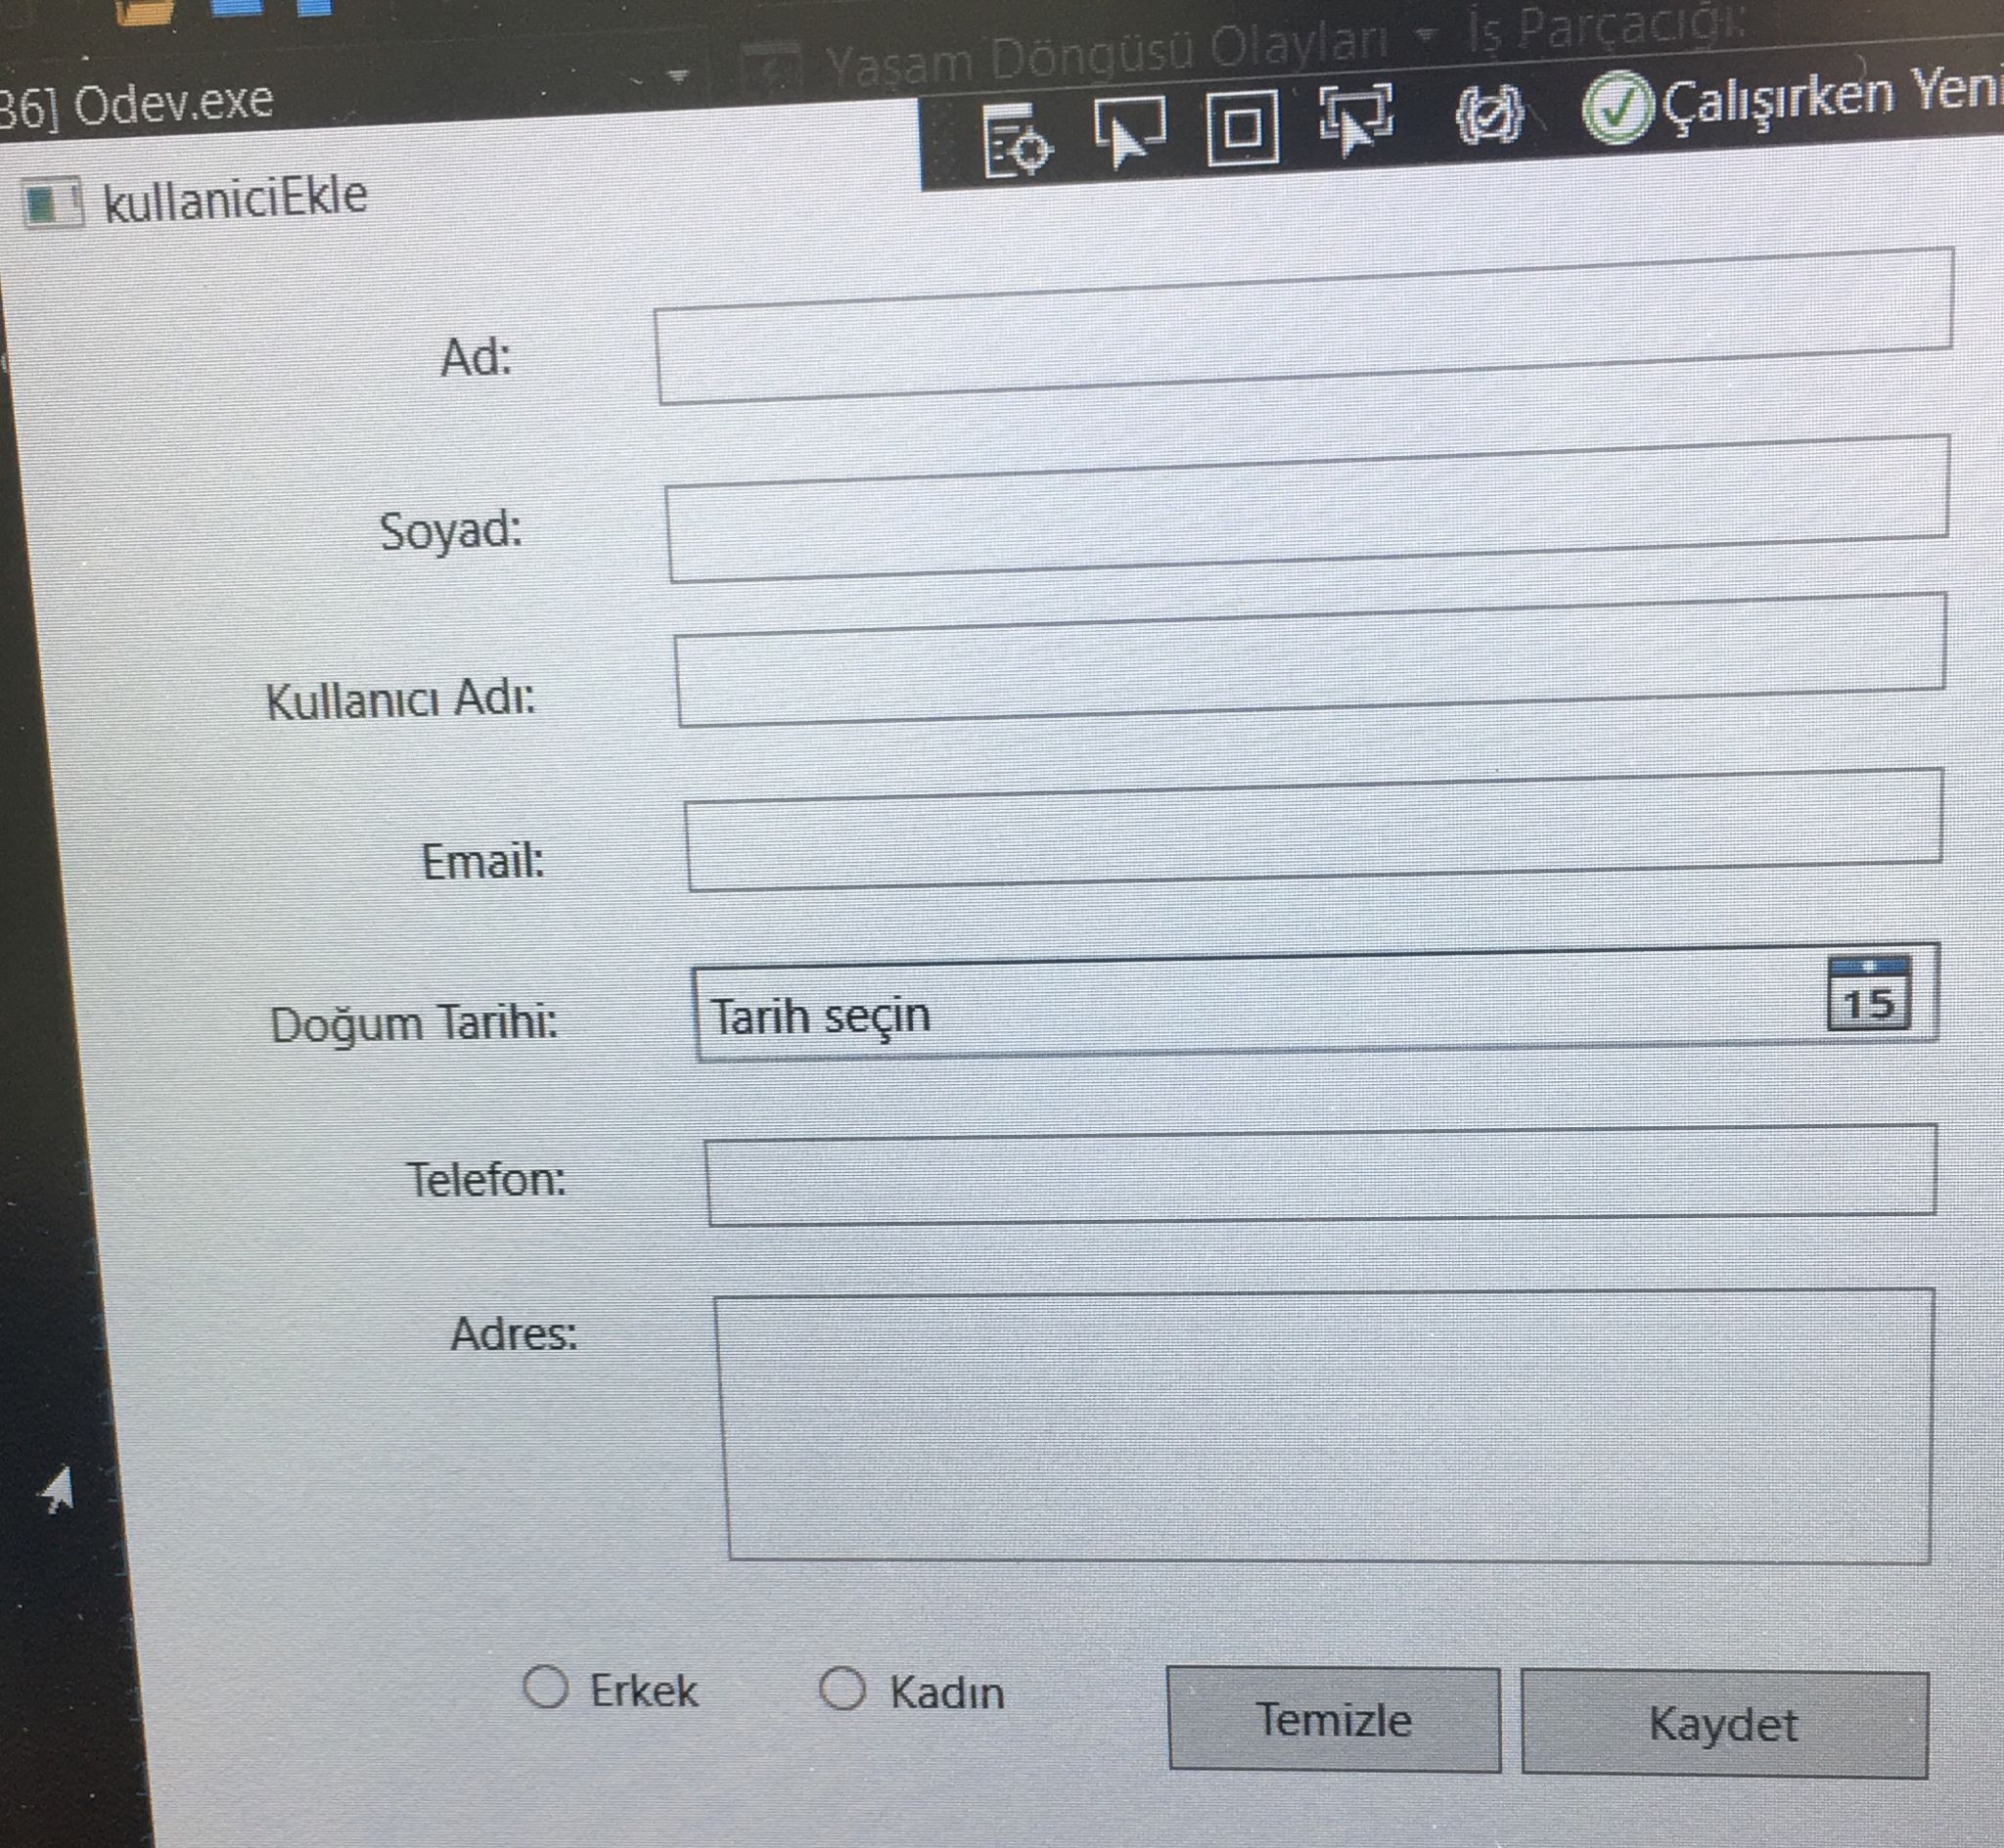 Yaşam Döngüsü Olayları İş Parçacığı:
36] Odev.exe
Çalışırken Yeni
kullaniciEkle
Ad:
Soyad:
Kullanıcı Adı:
Email:
Doğum Tarihi: Tarih seçin 15
Telefon:
Adres:
Erkek Kadın Temizle Kaydet